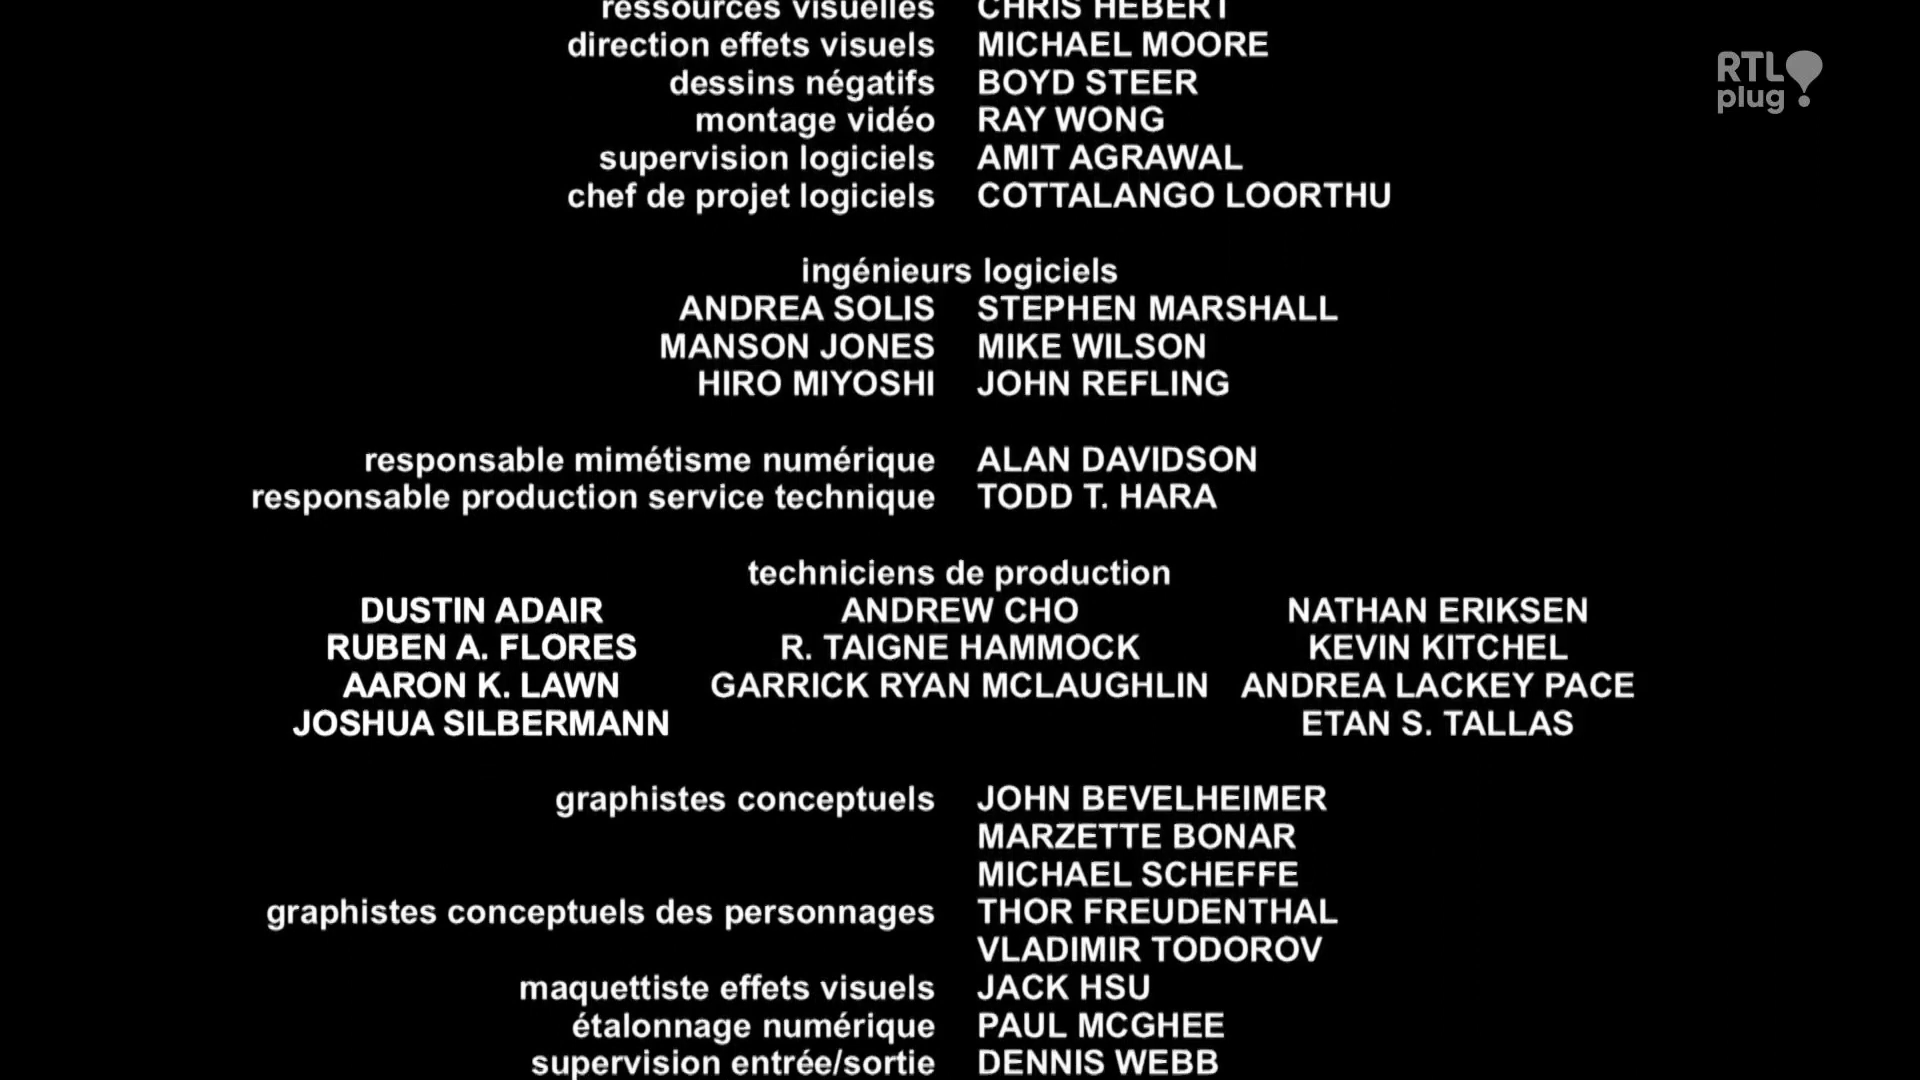 ressources visuelles CHRIS HEBERT
direction effets visuels MICHAEL MOORE
dessins négatifs BOYD STEER
montage vidéo RAY WONG
supervision logiciels AMIT AGRAWAL
chef de projet logiciels COTTALANGO LOORTHU
ingénieurs logiciels
ANDREA SOLIS STEPHEN MARSHALL
MANSON JONES MIKE WILSON
HIRO MIYOSHI JOHN REFLING
responsable mimétisme numérique ALAN DAVIDSON
responsable production service technique TODD T. HARA
techniciens de production
DUSTIN ADAIR ANDREW CHO NATHAN ERIKSEN
RUBEN A. FLORES R. TAIGNE HAMMOCK KEVIN KITCHEL
AARON K. LAWN GARRICK RYAN MCLAUGHLIN ANDREA LACKEY PACE
JOSHUA SILBERMANN ETAN S. TALLAS
graphistes conceptuels JOHN BEVELHEIMER
MARZETTE BONAR
MICHAEL SCHEFFE
graphistes conceptuels des personnages THOR FREUDENTHAL
VLADIMIR TODOROV
maquettiste effets visuels JACK HSU
étalonnage numérique PAUL MCGHEE
supervision entrée/sortie DENNIS WEBB
RTL
plug